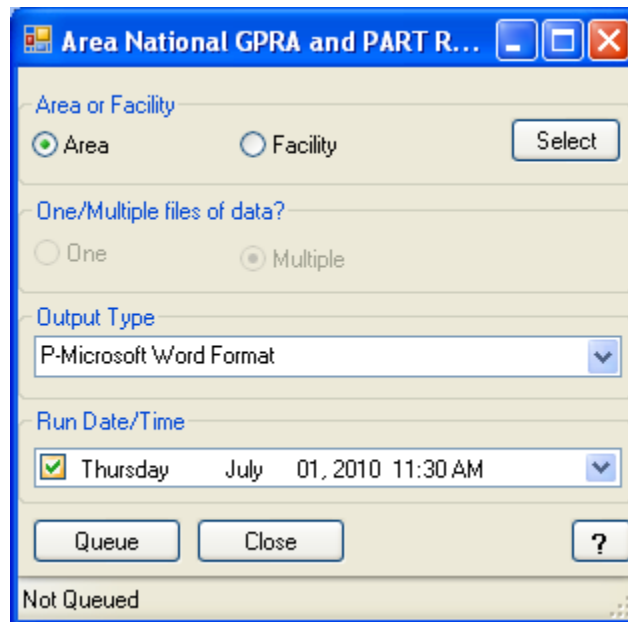 Area National GPRA and PART R...
Area or Facility
Area Facility Select
One/Multiple files of data?
One Multiple
Output Type
P-Microsoft Word Format
Run Date/Time
Thursday July 01, 2010 11:30 AM
Queue Close ?
Not Queued